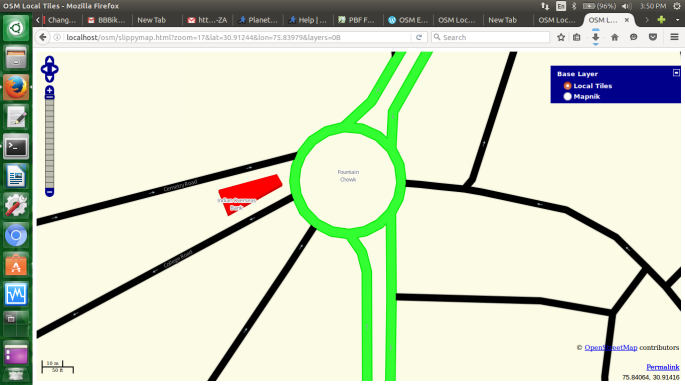 OSM Local Tiles - Mozilla Firefox
En
(96%)
3:50 PM
Chang...
BBBik...
New Tab
htt...-ZA
Planet...
Help | ...
PBF F...
OSM E...
OSM Loc...
New Tab
OSM Loc...
OSM L...
localhost/osm/slippymap.html?zoom=17&lat=30.91244&lon=75.83979&layers=0B
Search
Base Layer
Local Tiles
Mapnik
Fountain
Chowk
Cemetry Road
Bank
College Road
10 m
50 ft
© OpenStreetMap contributors
Permalink
75.84064, 30.91416